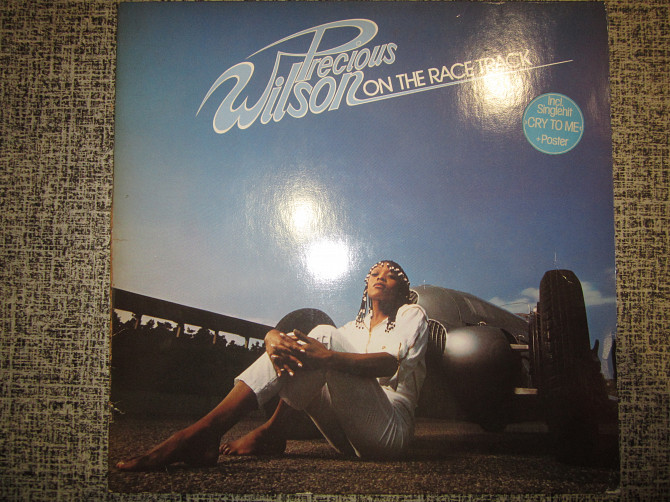 Precious
Wilson ON THE RACE TRACK
Incl.
Singlehit
·CRY TO ME·
+Poster